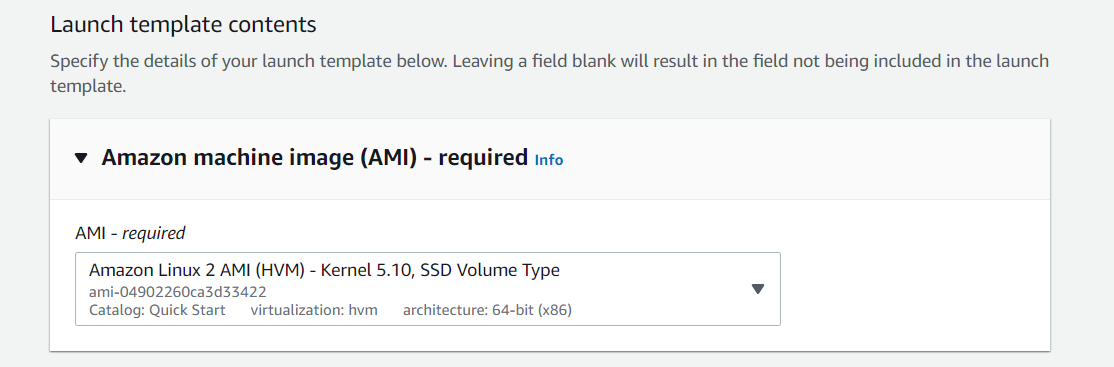 Launch template contents
Specify the details of your launch template below. Leaving a field blank will result in the field not being included in the launch
template.
Amazon machine image (AMI) - required Info
AMI - required
Amazon Linux 2 AMI (HVM) - Kernel 5.10, SSD Volume Type
ami-04902260ca3d33422
Catalog: Quick Start virtualization: hvm architecture: 64-bit (x86)